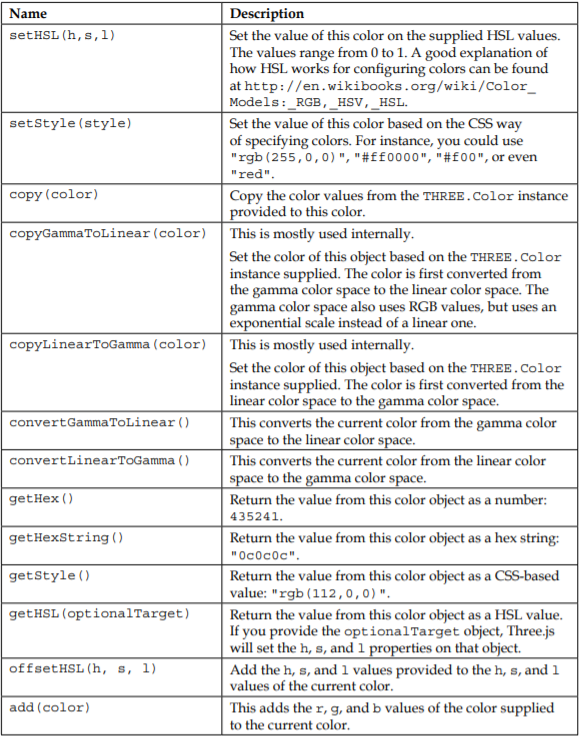 Name Description
setHSL(h,s,l) Set the value of this color on the supplied HSL values.
The values range from 0 to 1. A good explanation of
how HSL works for configuring colors can be found
at http://en.wikibooks.org/wiki/Color_
Models:_RGB,_HSV,_HSL.
setStyle(style) Set the value of this color based on the CSS way
of specifying colors. For instance, you could use
"rgb(255,0,0)", "#ff0000", "#f00", or even
"red".
copy(color) Copy the color values from the THREE.Color instance
provided to this color.
copyGammaToLinear(color) This is mostly used internally.
Set the color of this object based on the THREE.Color
instance supplied. The color is first converted from
the gamma color space to the linear color space. The
gamma color space also uses RGB values, but uses an
exponential scale instead of a linear one.
copyLinearToGamma(color) This is mostly used internally.
Set the color of this object based on the THREE.Color
instance supplied. The color is first converted from the
linear color space to the gamma color space.
convertGammaToLinear() This converts the current color from the gamma color
space to the linear color space.
convertLinearToGamma() This converts the current color from the linear color
space to the gamma color space.
getHex() Return the value from this color object as a number:
435241.
getHexString() Return the value from this color object as a hex string:
"0c0c0c".
getStyle() Return the value from this color object as a CSS-based
value: "rgb(112,0,0)".
getHSL(optionalTarget) Return the value from this color object as a HSL value.
If you provide the optionalTarget object, Three.js
will set the h, s, and l properties on that object.
offsetHSL(h, s, l) Add the h, s, and l values provided to the h, s, and l
values of the current color.
add(color) This adds the r, g, and b values of the color supplied
to the current color.